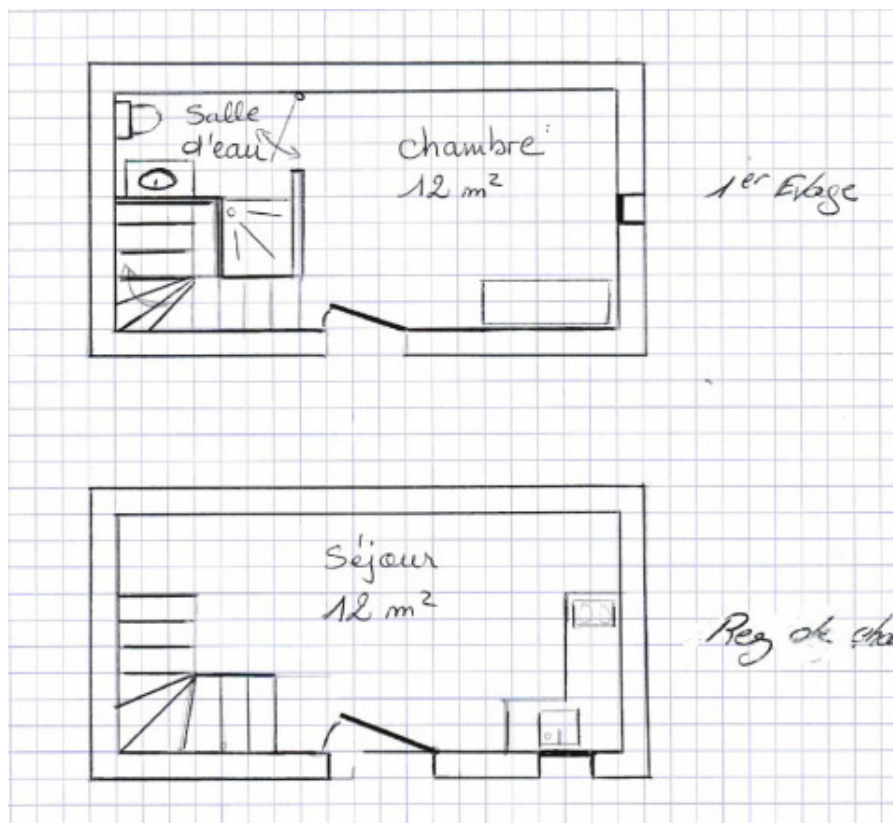 Salle
d'eau
chambre
12 m²
1er Etage
Séjour
12 m²
Rez de cha